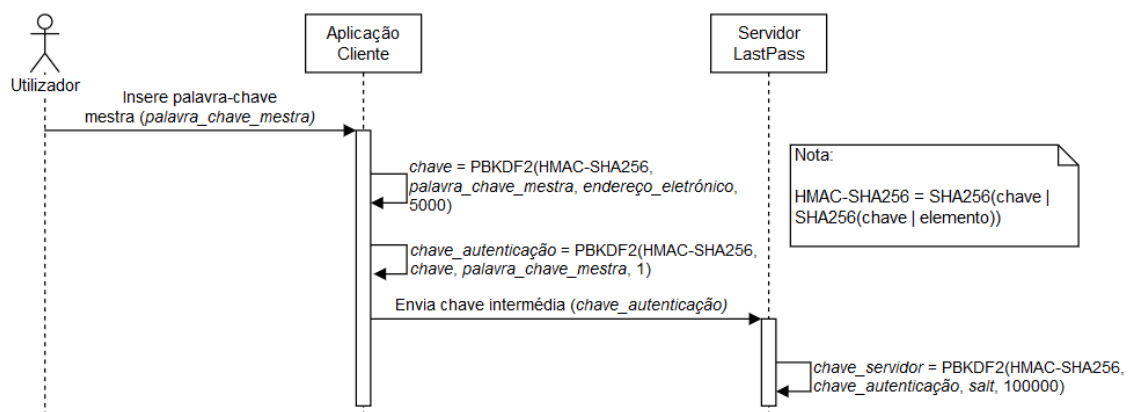 Utilizador
Aplicação
Cliente
Servidor
LastPass
Insere palavra-chave
mestra (palavra_chave_mestra)
chave = PBKDF2(HMAC-SHA256,
palavra_chave_mestra, endereço_eletrónico,
5000)
Nota:
HMAC-SHA256 = SHA256(chave |
SHA256(chave | elemento))
chave_autenticação = PBKDF2(HMAC-SHA256,
chave, palavra_chave_mestra, 1)
Envia chave intermédia (chave_autenticação)
chave_servidor = PBKDF2(HMAC-SHA256,
chave_autenticação, salt, 100000)